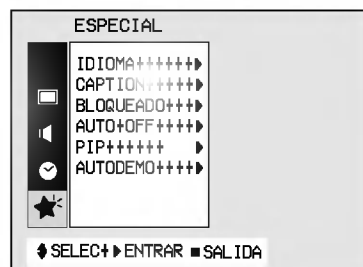 ESPECIAL
IDIOMA++++++▶
CAPTION++++▶
BLOQUEADO+++▶
AUTO+OFF++++▶
PIP++++++ ▶
AUTODEMO++++▶
◆SELEC+▶ENTRAR ■SALIDA